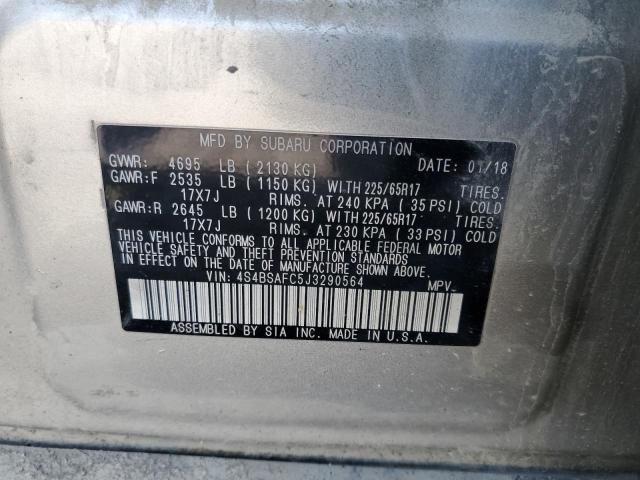 MFD BY SUBARU CORPORATION
GVWR: 4695 LB (2130 KG) DATE: 01/18
GAWR:F 2535 LB (1150 KG) WITH 225/65R17 TIRES.
17X7J RIMS. AT 240 KPA (35 PSI) COLD
GAWR:R 2645 LB (1200 KG) WITH 225/65R17 TIRES.
17X7J RIMS. AT 230 KPA (33 PSI) COLD
THIS VEHICLE CONFORMS TO ALL APPLICABLE FEDERAL MOTOR
VEHICLE SAFETY AND THEFT PREVENTION STANDARDS IN
EFFECT ON THE DATE OF MANUFACTURE SHOWN ABOVE.
VIN: 4S4BSAFC5J3290564 MPV
ASSEMBLED BY SIA INC. MADE IN U.S.A.